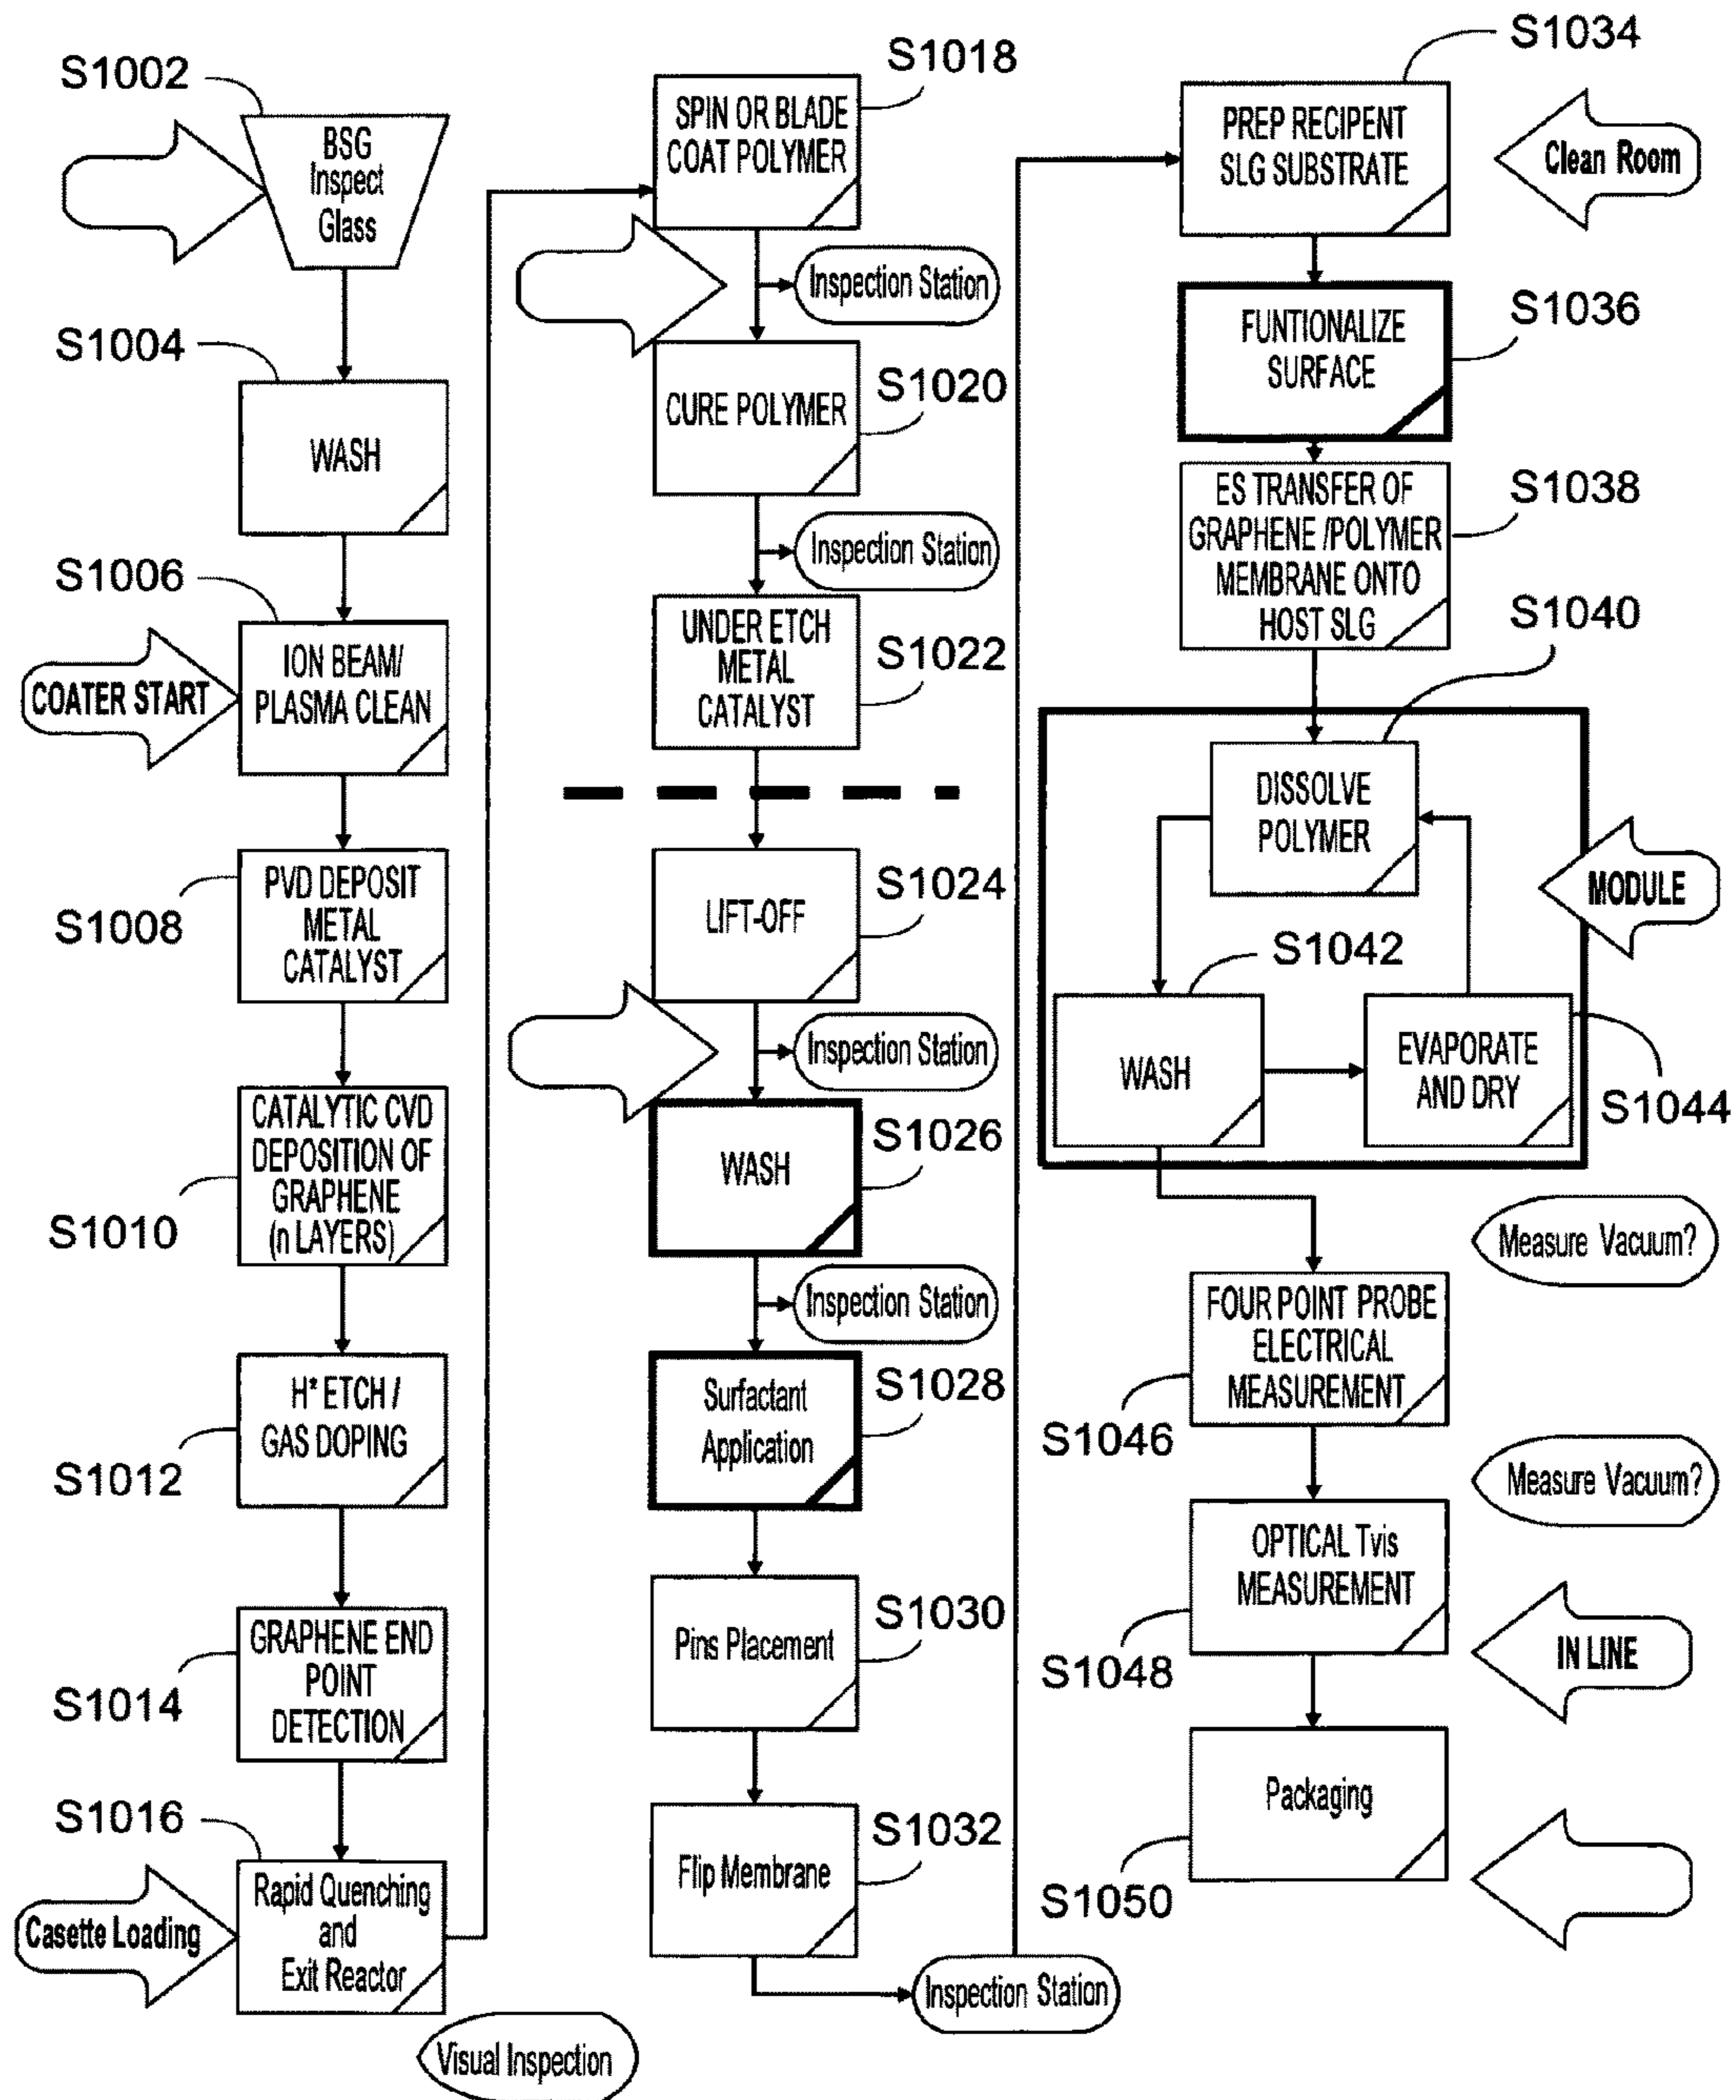 S1002
BSG
Inspect
Glass
S1004
WASH
S1006
COATER START
ION BEAM/
PLASMA CLEAN
S1008
PVD DEPOSIT
METAL
CATALYST
S1010
CATALYTIC CVD
DEPOSITION OF
GRAPHENE
(n LAYERS)
S1012
H* ETCH /
GAS DOPING
S1014
GRAPHENE END
POINT
DETECTION
S1016
Casette Loading
Rapid Quenching
and
Exit Reactor
Visual Inspection
S1018
SPIN OR BLADE
COAT POLYMER
Inspection Station
S1020
CURE POLYMER
Inspection Station
S1022
UNDER ETCH
METAL
CATALYST
S1024
LIFT-OFF
Inspection Station
S1026
WASH
Inspection Station
S1028
Surfactant
Application
S1030
Pins Placement
S1032
Flip Membrane
Inspection Station
S1034
PREP RECIPENT
SLG SUBSTRATE
Clean Room
S1036
FUNTIONALIZE
SURFACE
S1038
ES TRANSFER OF
GRAPHENE /POLYMER
MEMBRANE ONTO
HOST SLG
S1040
DISSOLVE
POLYMER
MODULE
S1042
WASH
EVAPORATE
AND DRY
S1044
Measure Vacuum?
FOUR POINT PROBE
ELECTRICAL
MEASUREMENT
S1046
Measure Vacuum?
OPTICAL Tvis
MEASUREMENT
S1048
IN LINE
Packaging
S1050